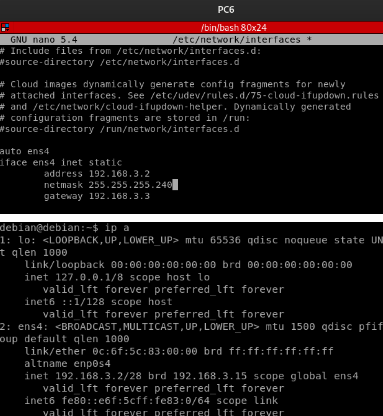 PC6
/bin/bash 80x24
GNU nano 5.4 /etc/network/interfaces *
# Include files from /etc/network/interfaces.d:
#source-directory /etc/network/interfaces.d
# Cloud images dynamically generate config fragments for newly
# attached interfaces. See /etc/udev/rules.d/75-cloud-ifupdown.rules
# and /etc/network/cloud-ifupdown-helper. Dynamically generated
# configuration fragments are stored in /run:
#source-directory /run/network/interfaces.d
auto ens4
iface ens4 inet static
address 192.168.3.2
netmask 255.255.255.240
gateway 192.168.3.3
debian@debian:~$ ip a
1: lo: <LOOPBACK,UP,LOWER_UP> mtu 65536 qdisc noqueue state UN
t qlen 1000
link/loopback 00:00:00:00:00:00 brd 00:00:00:00:00:00
inet 127.0.0.1/8 scope host lo
valid_lft forever preferred_lft forever
inet6 ::1/128 scope host
valid_lft forever preferred_lft forever
2: ens4: <BROADCAST,MULTICAST,UP,LOWER_UP> mtu 1500 qdisc pfif
oup default qlen 1000
link/ether 0c:6f:5c:83:00:00 brd ff:ff:ff:ff:ff:ff
altname enp0s4
inet 192.168.3.2/28 brd 192.168.3.15 scope global ens4
valid_lft forever preferred_lft forever
inet6 fe80::e6f:5cff:fe83:0/64 scope link
valid_lft forever preferred_lft forever